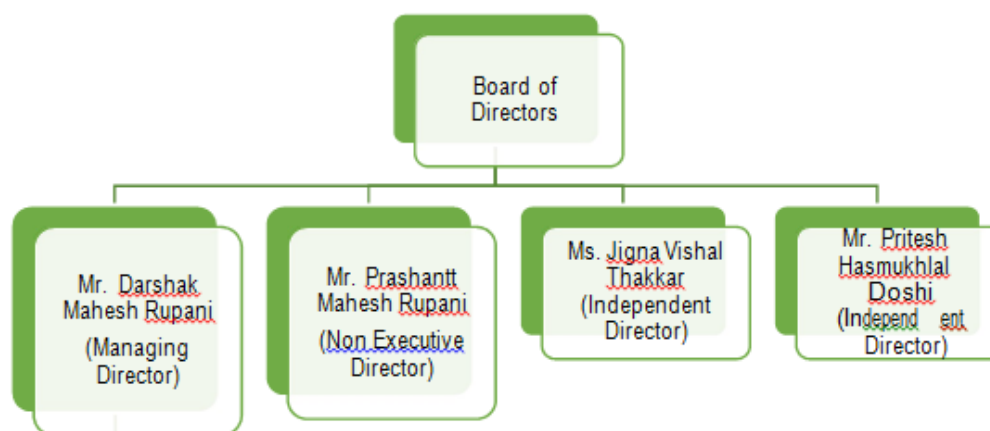 Board of
Directors
Mr. Darshak
Mahesh Rupani
(Managing
Director)
Mr. Prashantt
Mahesh Rupani
(Non Executive
Director)
Ms. Jigna Vishal
Thakkar
(Independent
Director)
Mr. Pritesh
Hasmukhlal
Doshi
(Independ ent
Director)